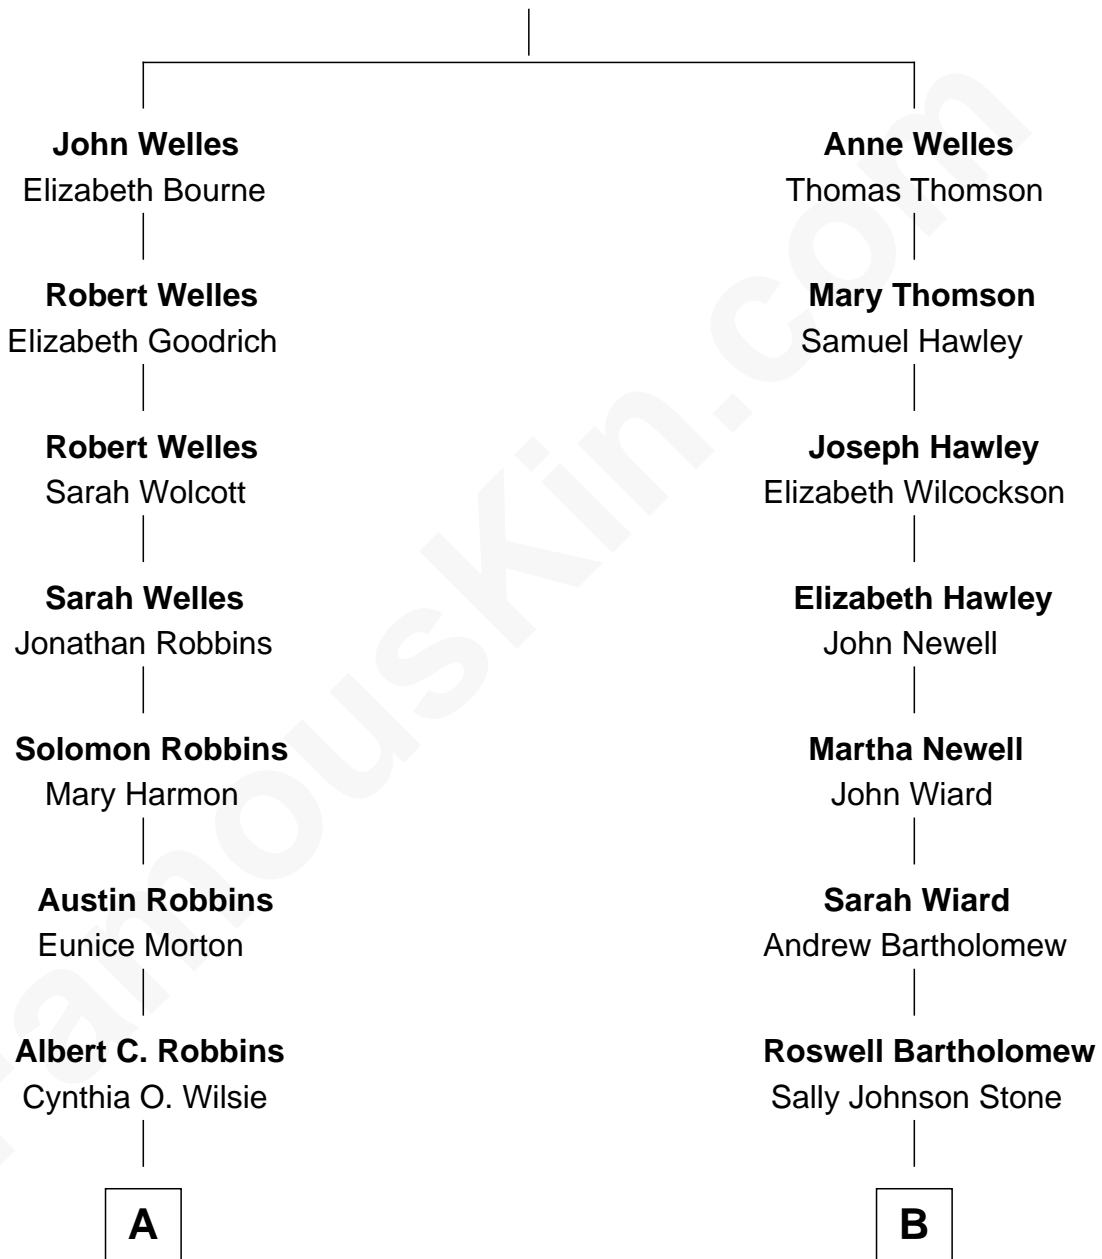 John Welles
Elizabeth Bourne
Robert Welles
Elizabeth Goodrich
Robert Welles
Sarah Wolcott
Sarah Welles
Jonathan Robbins
Solomon Robbins
Mary Harmon
Austin Robbins
Eunice Morton
Albert C. Robbins
Cynthia O. Wilsie
A
Anne Welles
Thomas Thomson
Mary Thomson
Samuel Hawley
Joseph Hawley
Elizabeth Wilcockson
Elizabeth Hawley
John Newell
Martha Newell
John Wiard
Sarah Wiard
Andrew Bartholomew
Roswell Bartholomew
Sally Johnson Stone
B
FamousKin.com